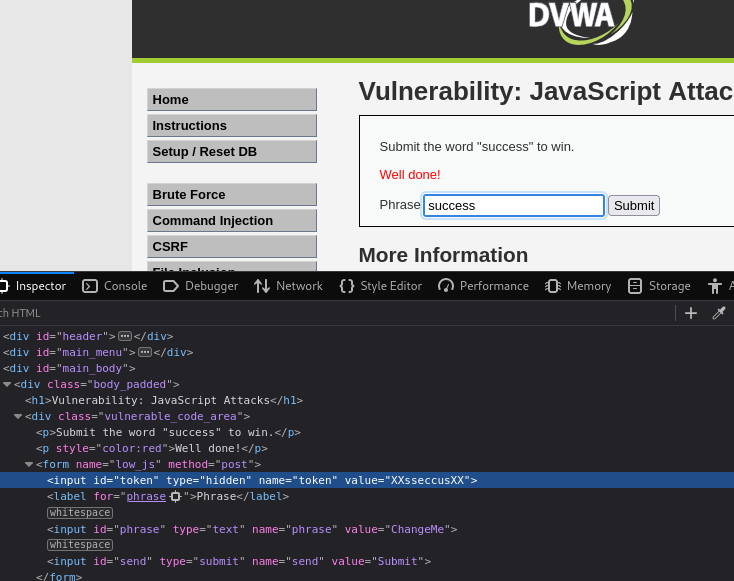 DVWA
Home
Instructions
Setup / Reset DB
Brute Force
Command Injection
CSRF
File Inclusion
Vulnerability: JavaScript Attac
Submit the word "success" to win.
Well done!
Phrase success Submit
More Information
Inspector Console Debugger Network Style Editor Performance Memory Storage A
ch HTML
<div id="header"> ••• </div>
<div id="main_menu"> ••• </div>
<div id="main_body">
<div class="body_padded">
<h1>Vulnerability: JavaScript Attacks</h1>
<div class="vulnerable_code_area">
<p>Submit the word "success" to win.</p>
<p style="color:red">Well done!</p>
<form name="low_js" method="post">
<input id="token" type="hidden" name="token" value="XXsseccusXX">
<label for="phrase">Phrase</label>
whitespace
<input id="phrase" type="text" name="phrase" value="ChangeMe">
whitespace
<input id="send" type="submit" name="send" value="Submit">
</form>